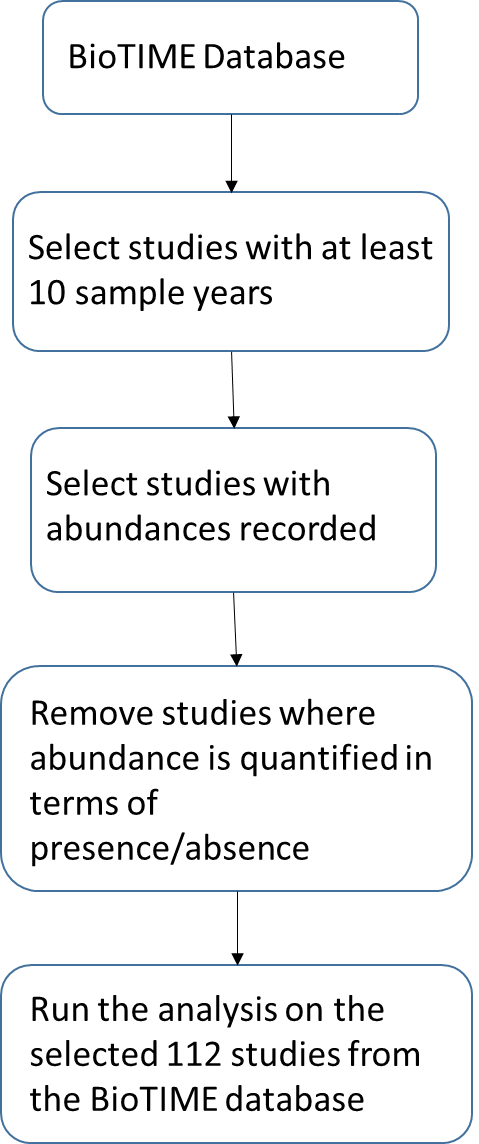 BioTIME Database
Select studies with at least
10 sample years
Select studies with
abundances recorded
Remove studies where
abundance is quantified in
terms of
presence/absence
Run the analysis on the
selected 112 studies from
the BioTIME database